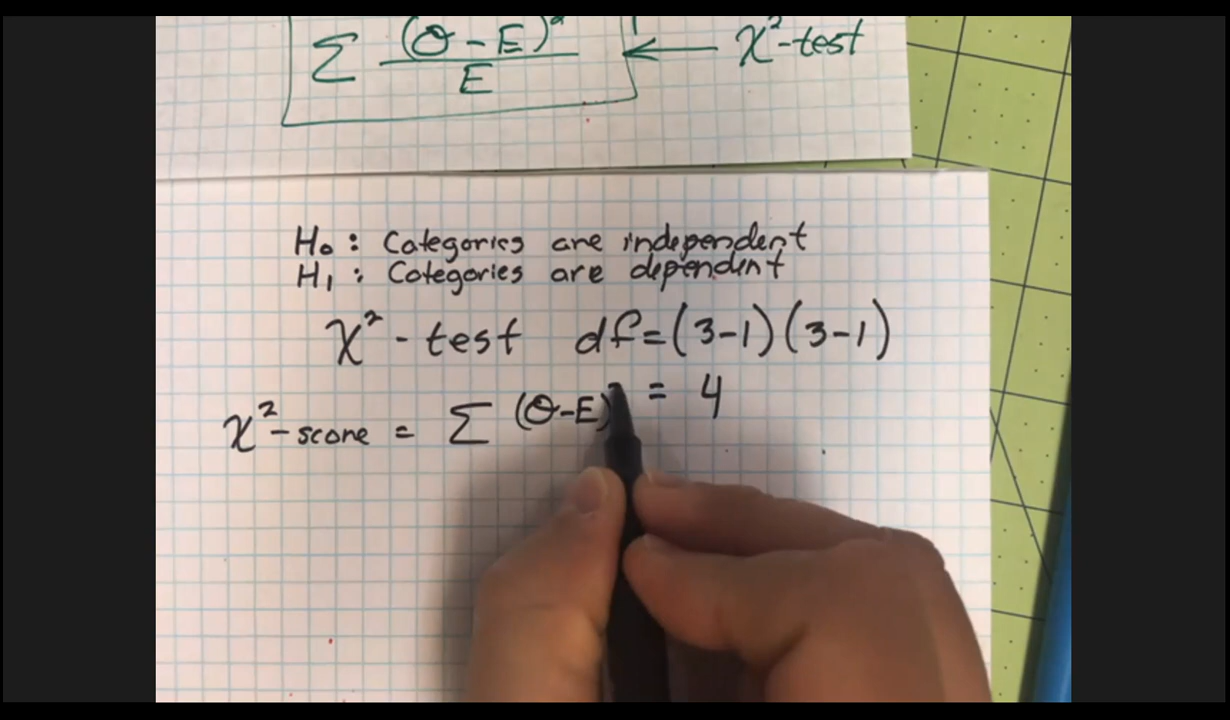 Σ (O-E)² / E ← χ²-test
H₀: Categories are independent
H₁: Categories are dependent
χ²-test df=(3-1)(3-1)
= 4
χ²-score = Σ (O-E)